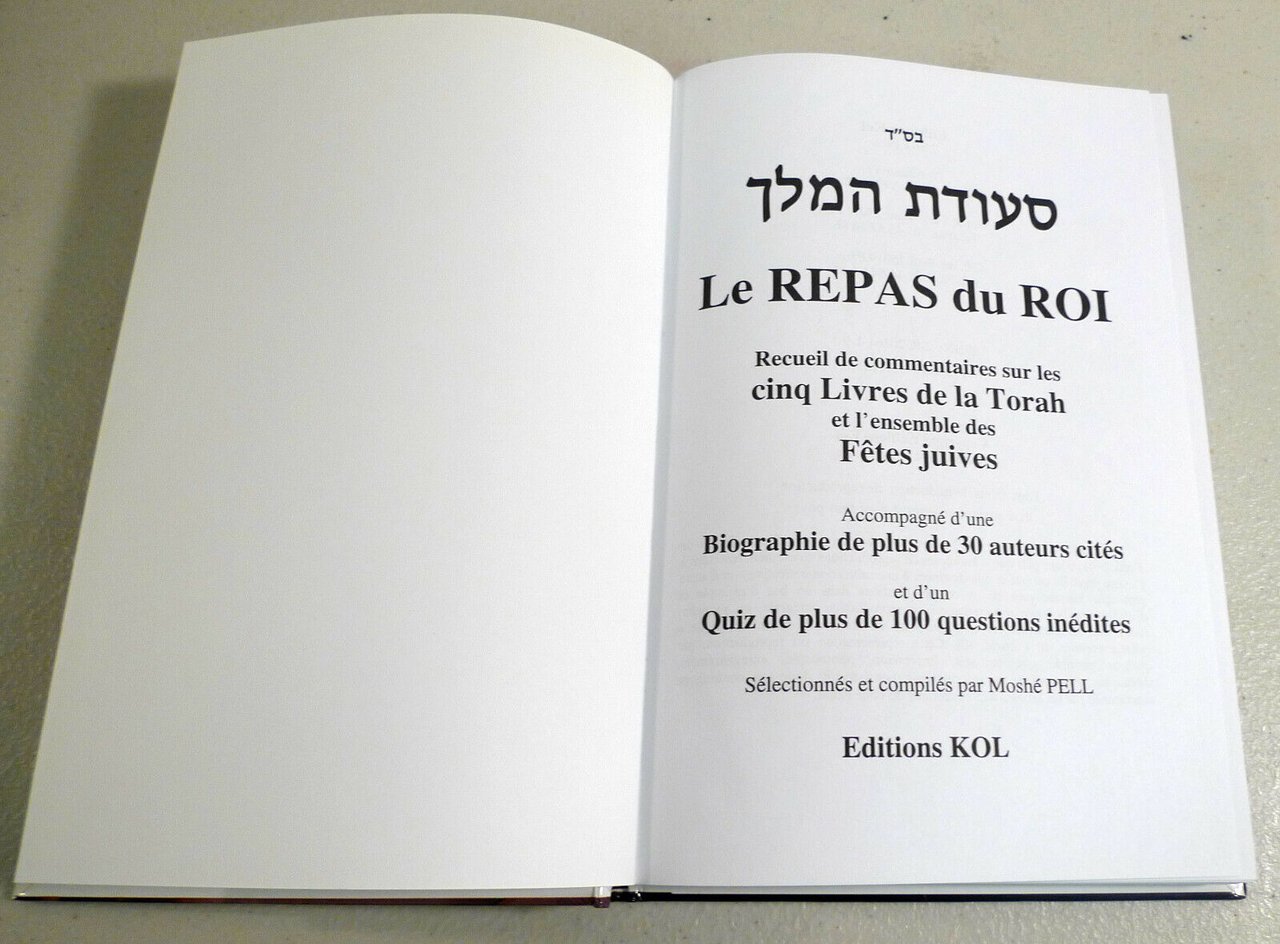 בס"ד
סעודת המלך
Le REPAS du ROI
Recueil de commentaires sur les
cinq Livres de la Torah
et l'ensemble des
Fêtes juives
Accompagné d'une
Biographie de plus de 30 auteurs cités
et d'un
Quiz de plus de 100 questions inédites
Sélectionnés et compilés par Moshé PELL
Editions KOL